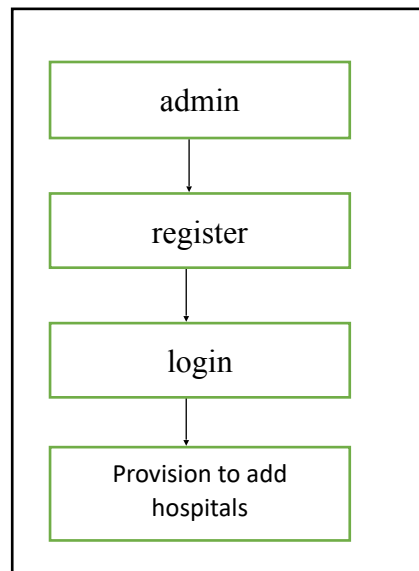 admin
register
login
Provision to add
hospitals